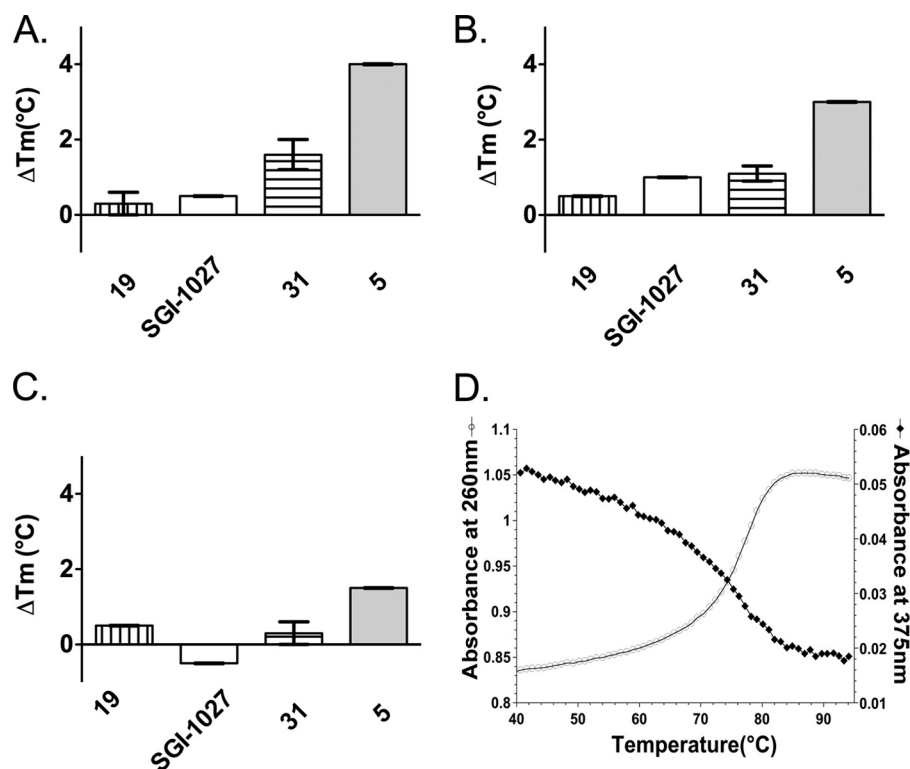 A.
ΔTm(°C)
4
2
0
19
SGI-1027
31
5
B.
ΔTm (°C)
4
2
0
19
SGI-1027
31
5
C.
ΔTm (°C)
4
2
0
19
SGI-1027
31
5
D.
Absorbance at 260nm
1.1
1.05
1
0.95
0.9
0.85
0.8
0.06
0.05
0.04
0.03
0.02
0.01
Absorbance at 375nm
40 50 60 70 80 90
Temperature(°C)